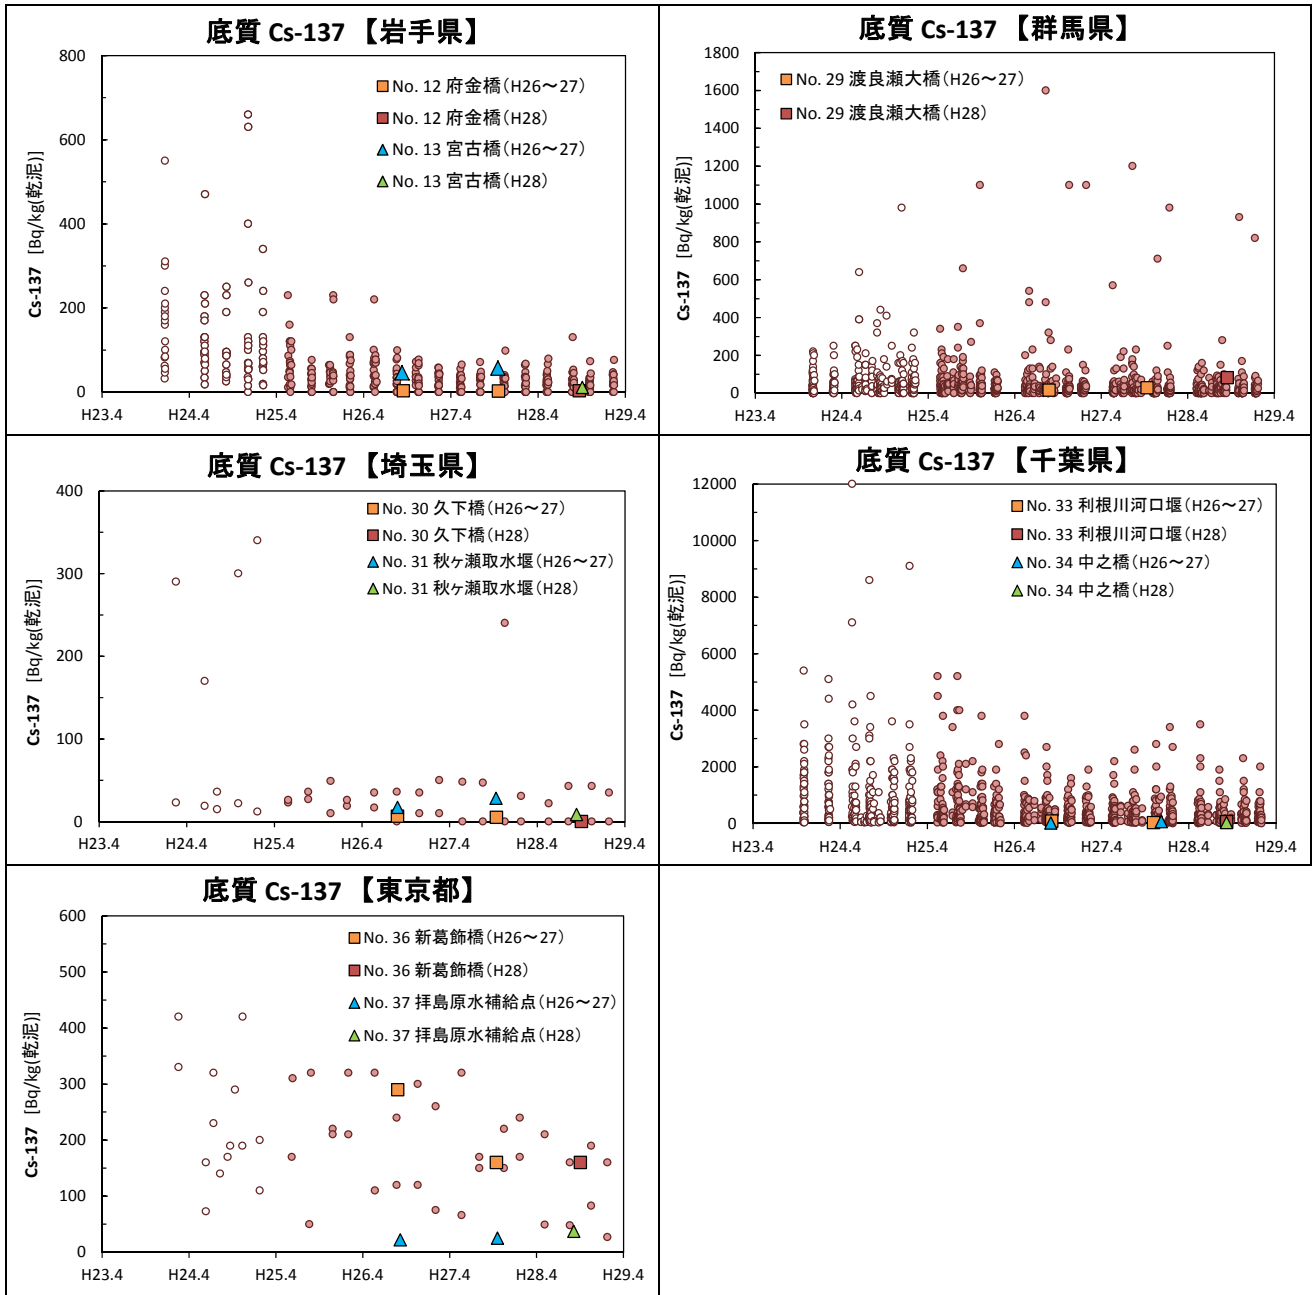 底質 Cs-137 【岩手県】
Cs-137 [Bq/kg(乾泥)]
800
600
400
200
0
H23.4 H24.4 H25.4 H26.4 H27.4 H28.4 H29.4
No. 12 府金橋(H26～27)
No. 12 府金橋(H28)
No. 13 宮古橋(H26～27)
No. 13 宮古橋(H28)
底質 Cs-137 【群馬県】
Cs-137 [Bq/kg(乾泥)]
1800
1600
1400
1200
1000
800
600
400
200
0
H23.4 H24.4 H25.4 H26.4 H27.4 H28.4 H29.4
No. 29 渡良瀬大橋(H26～27)
No. 29 渡良瀬大橋(H28)
底質 Cs-137 【埼玉県】
Cs-137 [Bq/kg(乾泥)]
400
300
200
100
0
H23.4 H24.4 H25.4 H26.4 H27.4 H28.4 H29.4
No. 30 久下橋(H26～27)
No. 30 久下橋(H28)
No. 31 秋ヶ瀬取水堰(H26～27)
No. 31 秋ヶ瀬取水堰(H28)
底質 Cs-137 【千葉県】
Cs-137 [Bq/kg(乾泥)]
12000
10000
8000
6000
4000
2000
0
H23.4 H24.4 H25.4 H26.4 H27.4 H28.4 H29.4
No. 33 利根川河口堰(H26～27)
No. 33 利根川河口堰(H28)
No. 34 中之橋(H26～27)
No. 34 中之橋(H28)
底質 Cs-137 【東京都】
Cs-137 [Bq/kg(乾泥)]
600
500
400
300
200
100
0
H23.4 H24.4 H25.4 H26.4 H27.4 H28.4 H29.4
No. 36 新葛飾橋(H26～27)
No. 36 新葛飾橋(H28)
No. 37 拝島原水補給点(H26～27)
No. 37 拝島原水補給点(H28)